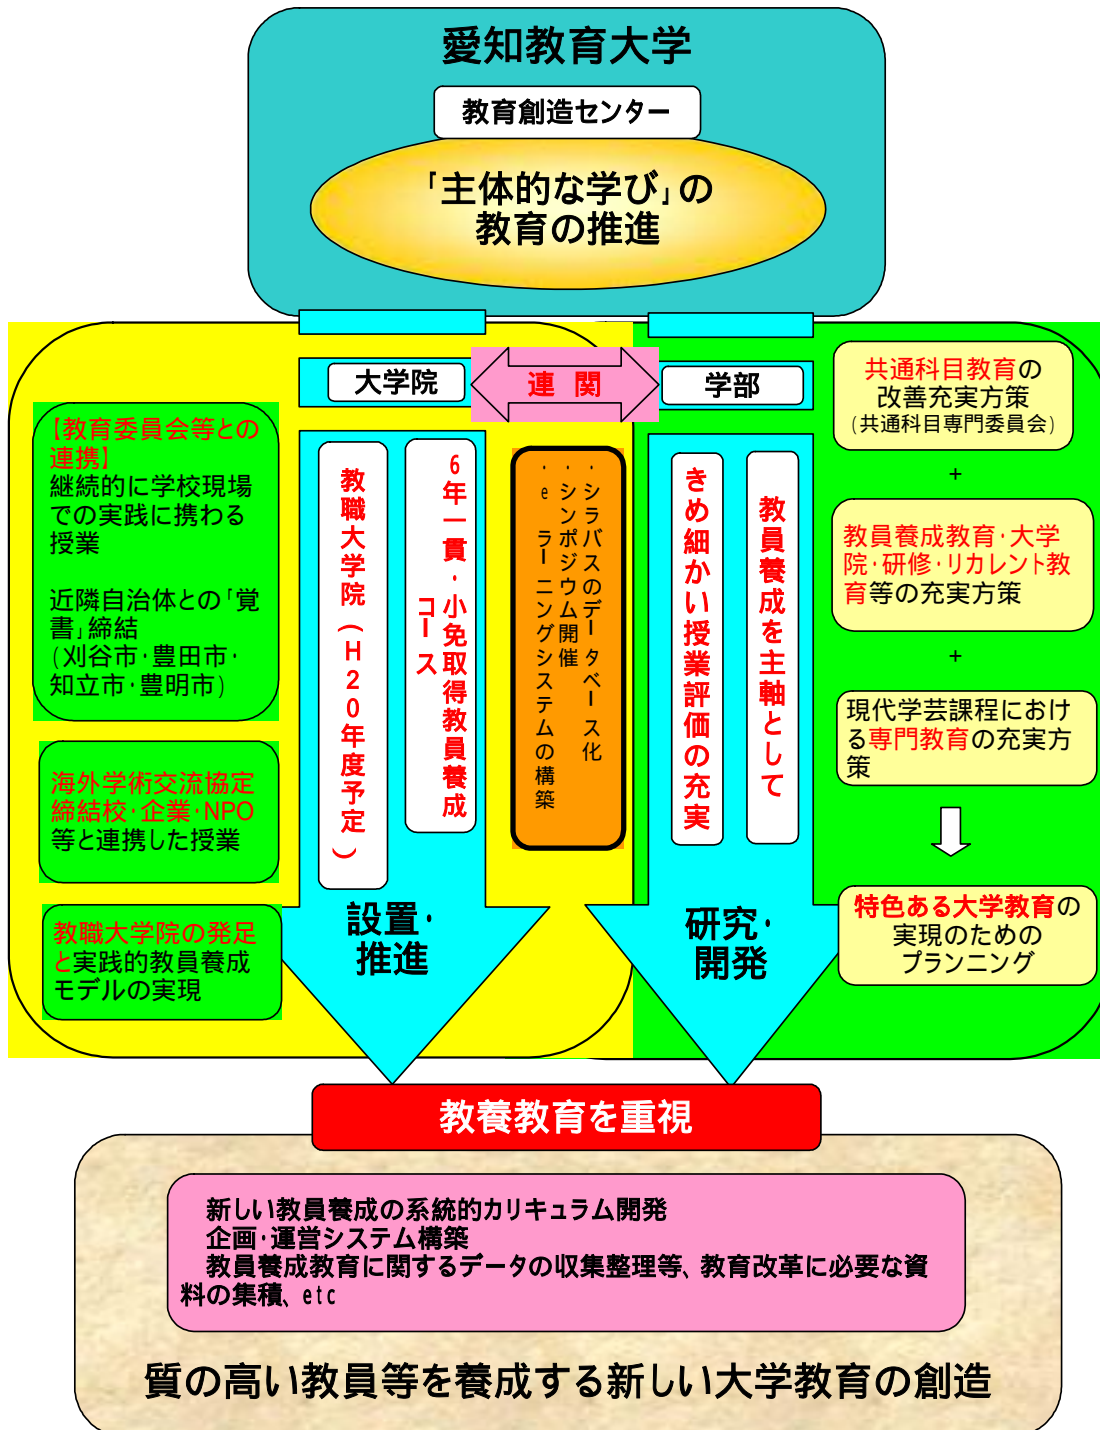 愛知教育大学
教育創造センター
「主体的な学び」の
教育の推進
大学院
連 関
学部
【教育委員会等との
連携】
継続的に学校現場
での実践に携わる
授業
近隣自治体との「覚
書」締結
(刈谷市・豊田市・
知立市・豊明市)
海外学術交流協定
締結校・企業・NPO
等と連携した授業
教職大学院の発足
と実践的教員養成
モデルの実現
教職大学院(H20年度予定)
6年一貫・小免取得教員養成
コース
設置・
推進
・シラバスのデータベース化
・シンポジウム開催
・e ラーニングシステムの構築
教員養成を主軸として
きめ細かい授業評価の充実
研究・
開発
共通科目教育の
改善充実方策
(共通科目専門委員会)
+
教員養成教育・大学
院・研修・リカレント教
育等の充実方策
+
現代学芸課程におけ
る専門教育の充実方
策
特色ある大学教育の
実現のための
プランニング
教養教育を重視
新しい教員養成の系統的カリキュラム開発
企画・運営システム構築
教員養成教育に関するデータの収集整理等、教育改革に必要な資
料の集積、etc
質の高い教員等を養成する新しい大学教育の創造